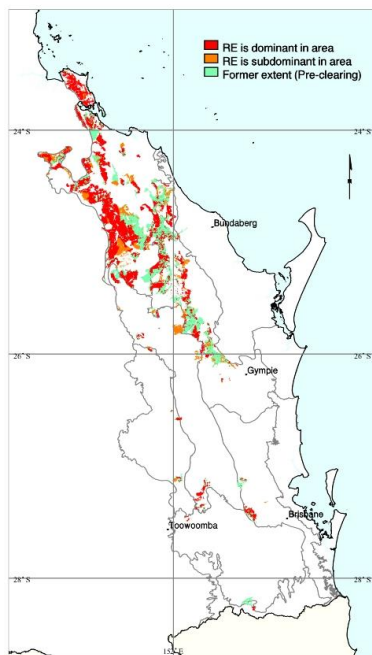 RE is dominant in area
RE is subdominant in area
Former extent (Pre-clearing)
24°S
24°S
Bundaberg
26°S
26°S
Gympie
Brisbane
Toowoomba
28°S
28°S